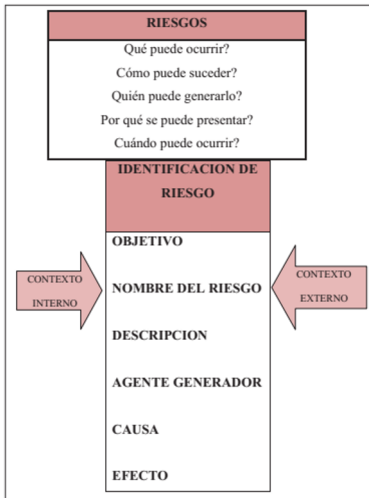 RIESGOS
Qué puede ocurrir?
Cómo puede suceder?
Quién puede generarlo?
Por qué se puede presentar?
Cuándo puede ocurrir?
IDENTIFICACION DE
RIESGO
OBJETIVO
CONTEXTO
INTERNO
NOMBRE DEL RIESGO
CONTEXTO
EXTERNO
DESCRIPCION
AGENTE GENERADOR
CAUSA
EFECTO